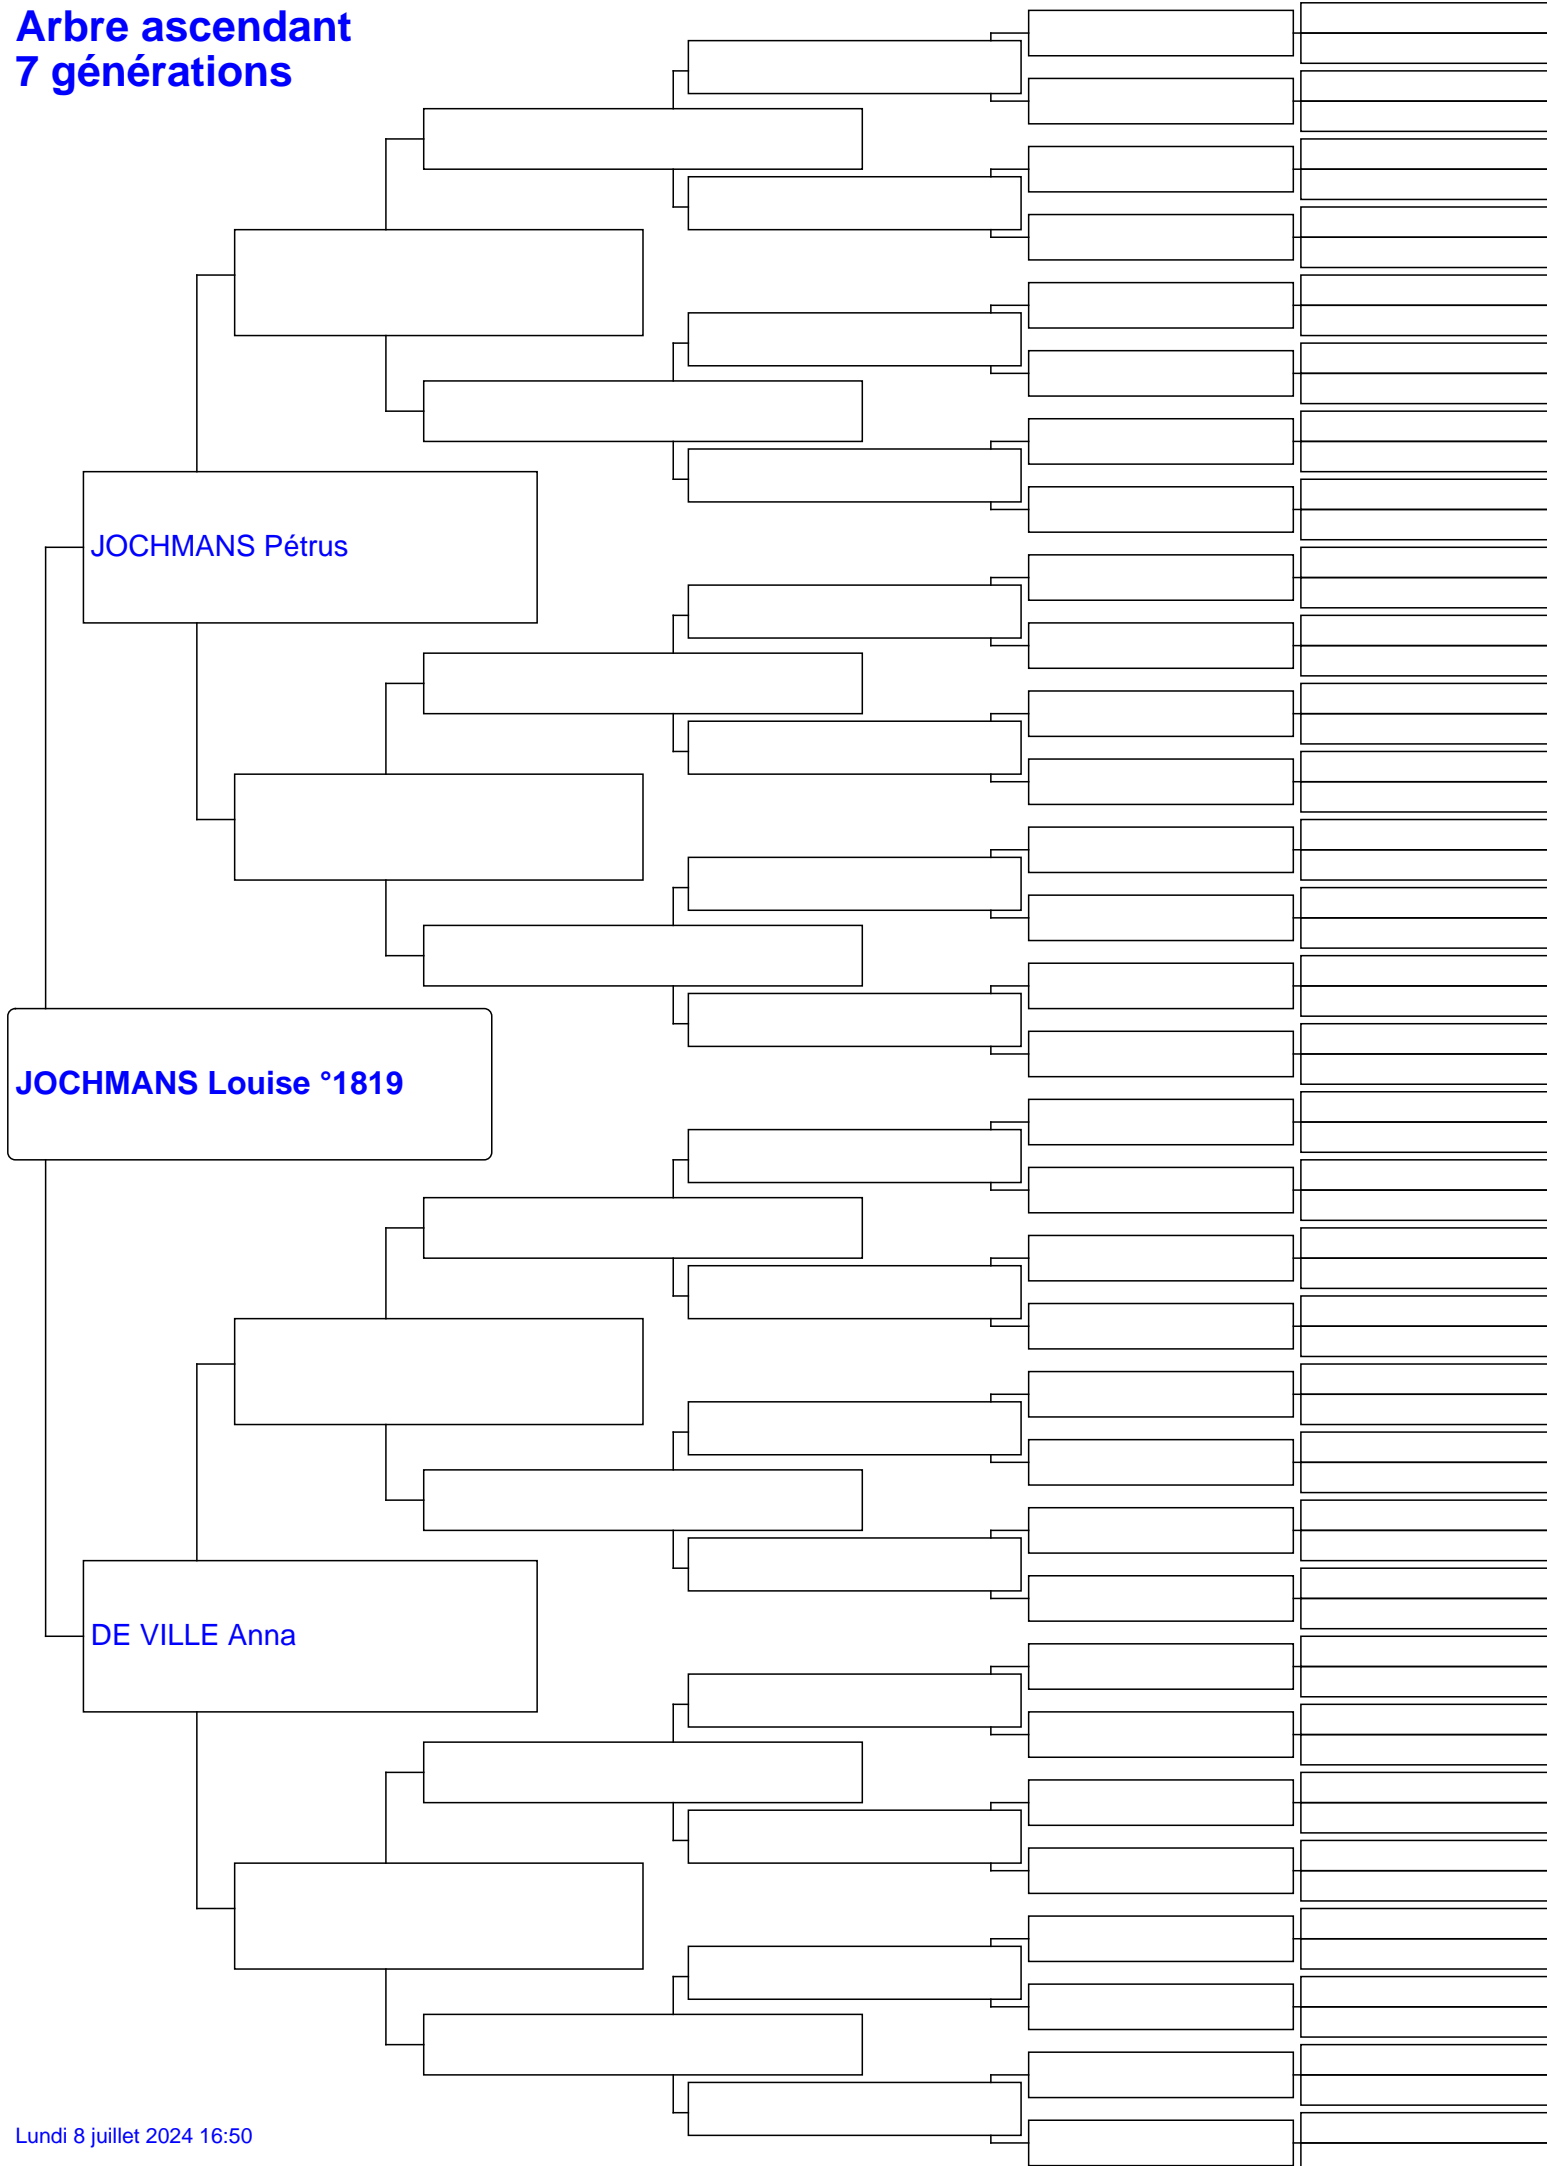 Arbre ascendant
7 générations
JOCHMANS Pétrus
JOCHMANS Louise °1819
DE VILLE Anna
Lundi 8 juillet 2024 16:50